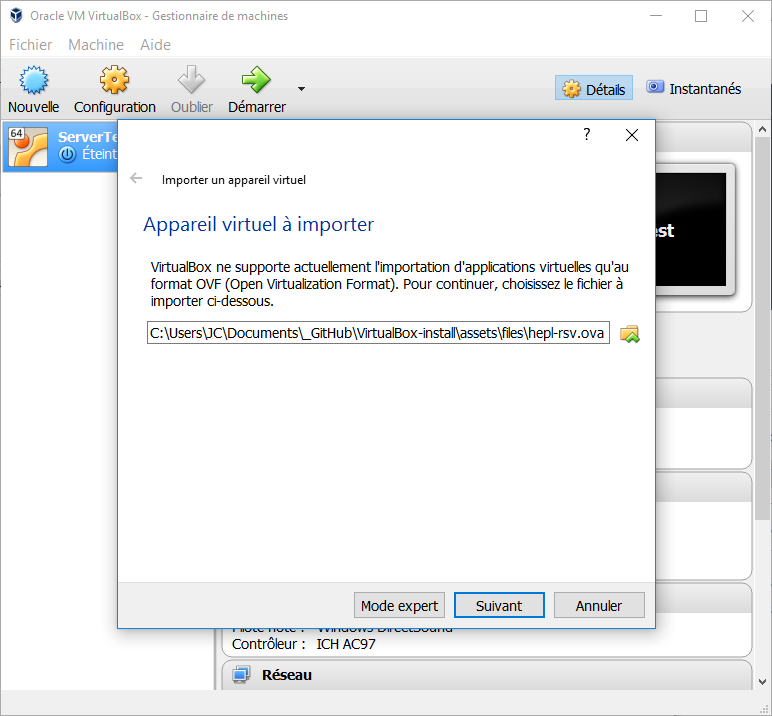 Oracle VM VirtualBox - Gestionnaire de machines
Fichier Machine Aide
Nouvelle Configuration Oublier Démarrer Détails Instantanés
64
ServerTe
Éteint
?
Importer un appareil virtuel
Appareil virtuel à importer
est
VirtualBox ne supporte actuellement l'importation d'applications virtuelles qu'au
format OVF (Open Virtualization Format). Pour continuer, choisissez le fichier à
importer ci-dessous.
C:\Users\JC\Documents\_GitHub\VirtualBox-install\assets\files\hepl-rsv.ova
Mode expert Suivant Annuler
Pilote hôte : Windows DirectSound
Contrôleur : ICH AC97
Réseau